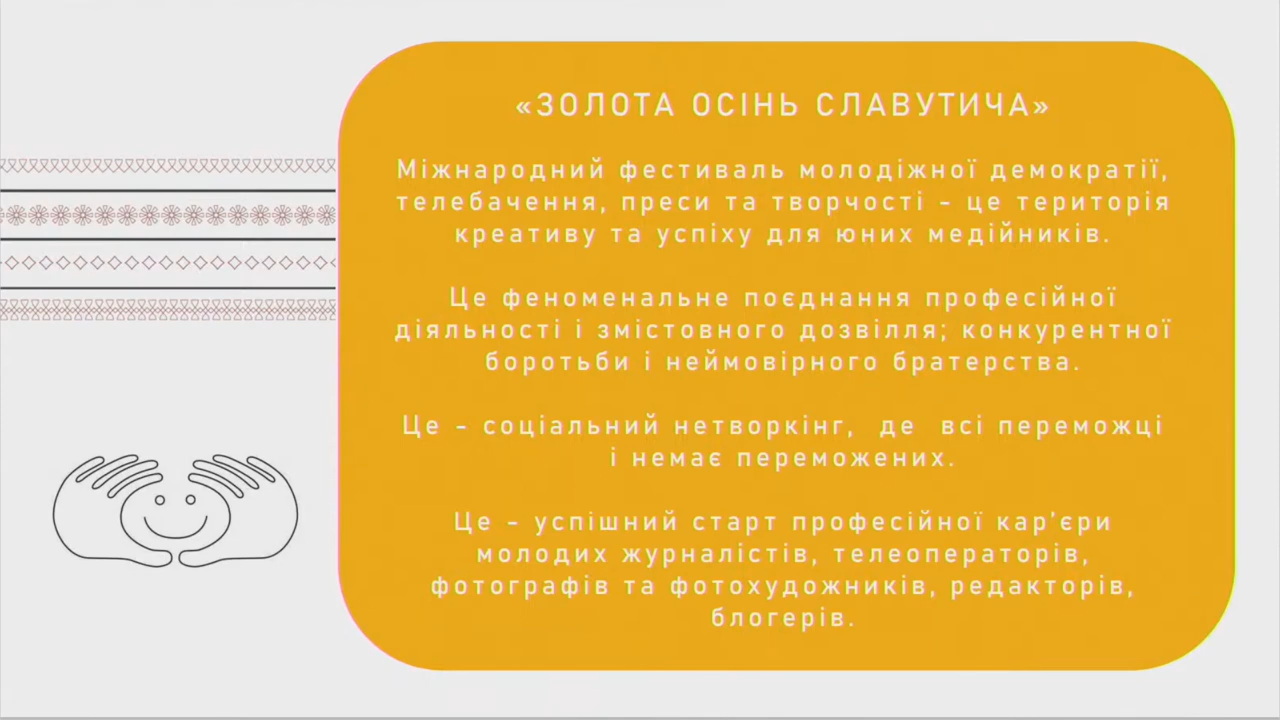 «ЗОЛОТА ОСІНЬ СЛАВУТИЧА»
Міжнародний фестиваль молодіжної демократії,
телебачення, преси та творчості – це територія
креативу та успіху для юних медійників.
Це феноменальне поєднання професійної
діяльності і змістовного дозвілля; конкурентної
боротьби і неймовірного братерства.
Це – соціальний нетворкінг, де всі переможці
і немає переможених.
Це – успішний старт професійної кар'єри
молодих журналістів, телеоператорів,
фотографів та фотохудожників, редакторів,
блогерів.